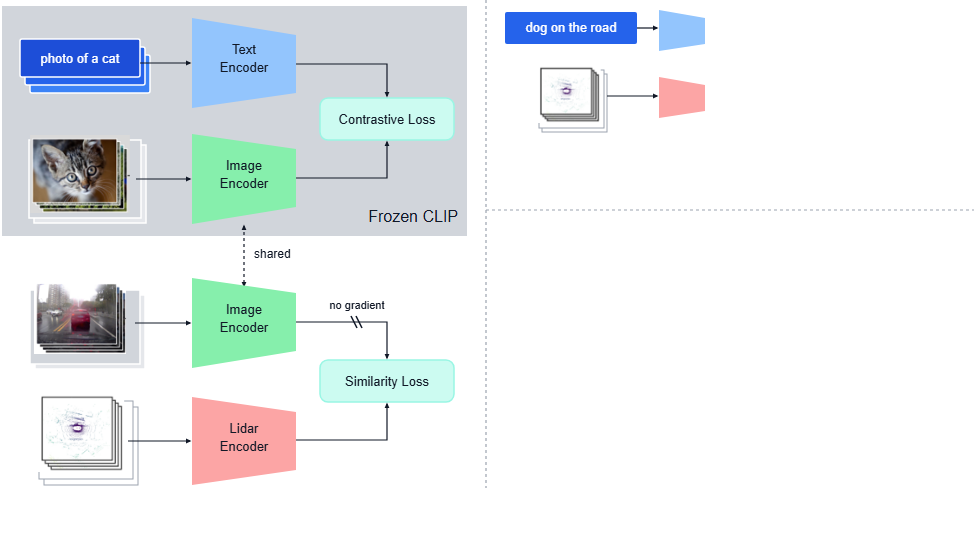 photo of a cat
Text
Encoder
Contrastive Loss
Image
Encoder
Frozen CLIP
shared
Image
Encoder
no gradient
Similarity Loss
Lidar
Encoder
dog on the road